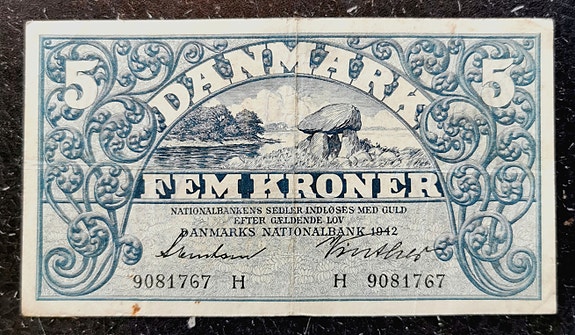 5 DANMARK 5
FEM KRONER
NATIONALBANKENS SEDLER INDLØSES MED GULD
EFTER GÆLDENDE LOV
DANMARKS NATIONALBANK 1942
9081767 H H 9081767